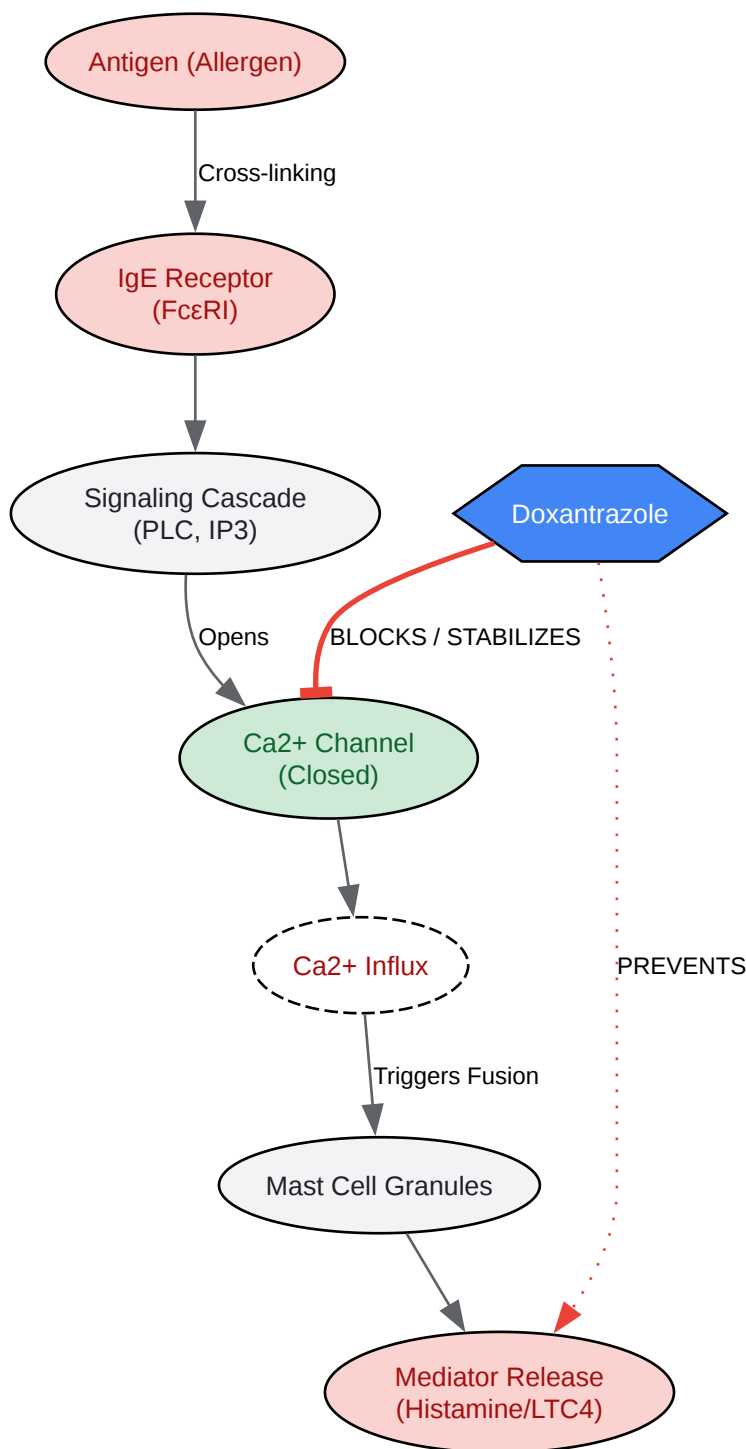 Antigen (Allergen)
Cross-linking
IgE Receptor
(FcεRI)
Signaling Cascade
(PLC, IP3)
Doxantrazole
Opens
BLOCKS / STABILIZES
Ca2+ Channel
(Closed)
Ca2+ Influx
PREVENTS
Triggers Fusion
Mast Cell Granules
Mediator Release
(Histamine/LTC4)